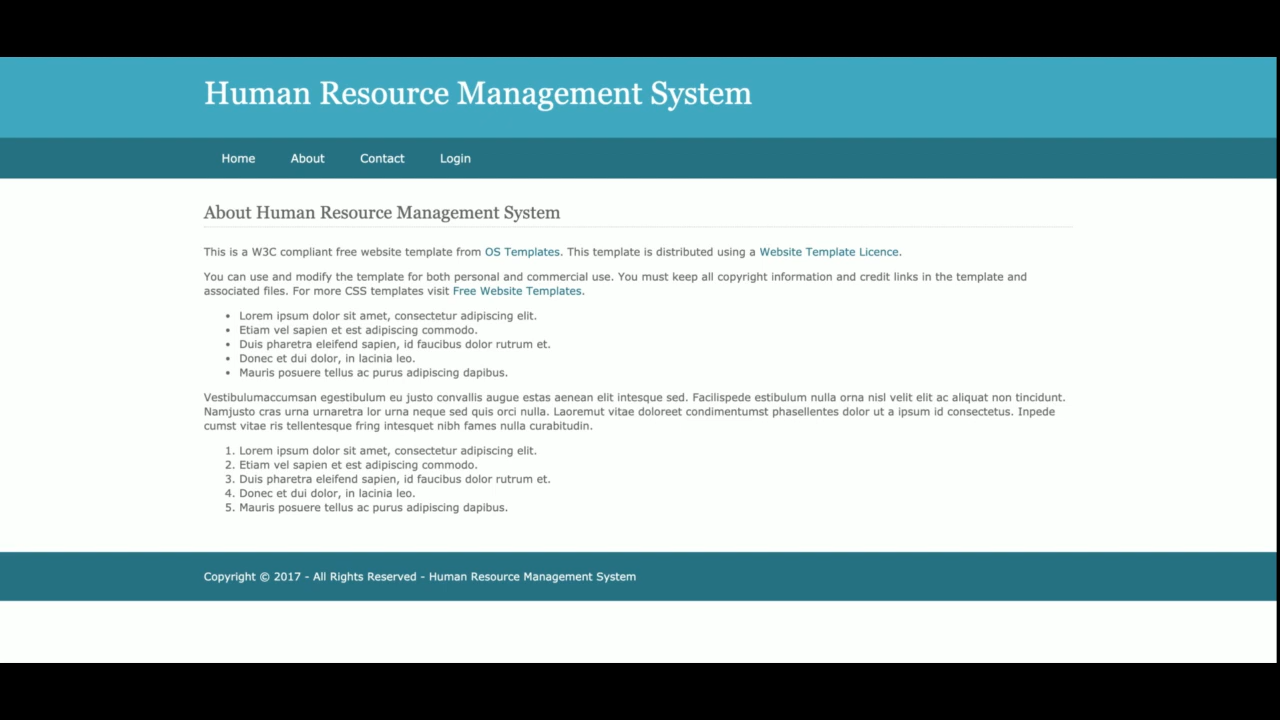 Human Resource Management System
Home About Contact Login
About Human Resource Management System
This is a W3C compliant free website template from OS Templates. This template is distributed using a Website Template Licence.
You can use and modify the template for both personal and commercial use. You must keep all copyright information and credit links in the template and
associated files. For more CSS templates visit Free Website Templates.
• Lorem ipsum dolor sit amet, consectetur adipiscing elit.
• Etiam vel sapien et est adipiscing commodo.
• Duis pharetra eleifend sapien, id faucibus dolor rutrum et.
• Donec et dui dolor, in lacinia leo.
• Mauris posuere tellus ac purus adipiscing dapibus.
Vestibulumaccumsan egestibulum eu justo convallis augue estas aenean elit intesque sed. Facilispede estibulum nulla orna nisl velit elit ac aliquat non tincidunt.
Namjusto cras urna urnaretra lor urna neque sed quis orci nulla. Laoremut vitae doloreet condimentumst phasellentes dolor ut a ipsum id consectetus. Inpede
cumst vitae ris tellentesque fring intesquet nibh fames nulla curabitudin.
1. Lorem ipsum dolor sit amet, consectetur adipiscing elit.
2. Etiam vel sapien et est adipiscing commodo.
3. Duis pharetra eleifend sapien, id faucibus dolor rutrum et.
4. Donec et dui dolor, in lacinia leo.
5. Mauris posuere tellus ac purus adipiscing dapibus.
Copyright © 2017 - All Rights Reserved - Human Resource Management System